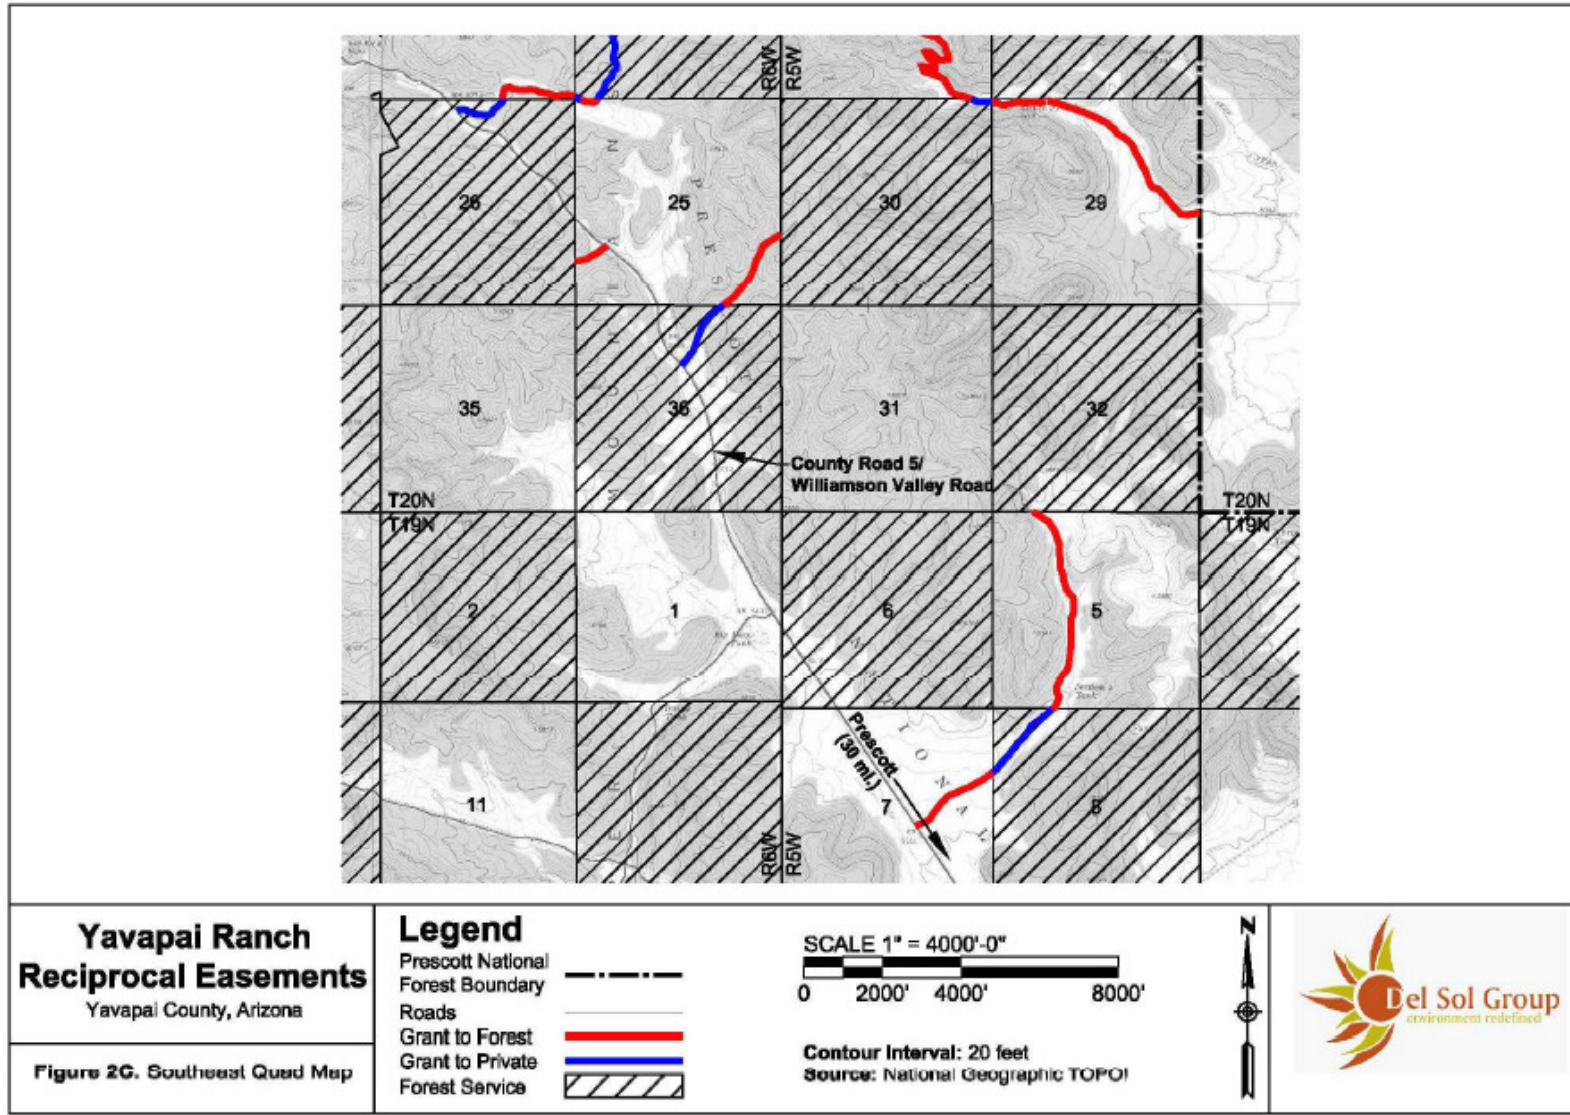 R6W
R5W
26
25
30
29
35
36
31
32
County Road 5/
Williamson Valley Road
T20N
T19N
T20N
T19N
2
1
6
5
Prescott
(30 mi.)
11
7
8
R6W
R5W
M O U N A I N
P R E S
Yavapai Ranch
Reciprocal Easements
Yavapai County, Arizona
Figure 2C. Southeast Quad Map
Legend
Prescott National
Forest Boundary
Roads
Grant to Forest
Grant to Private
Forest Service
SCALE 1" = 4000'-0"
0 2000' 4000' 8000'
Contour Interval: 20 feet
Source: National Geographic TOPO!
N
Del Sol Group
environment redefined